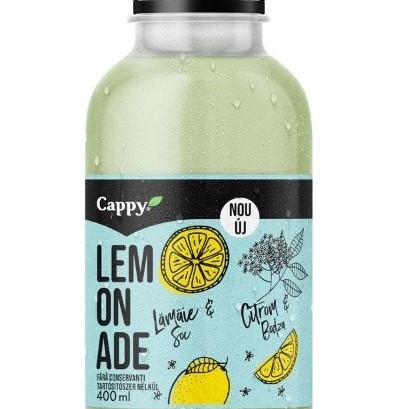 Cappy
NOU
ÚJ
LEM
ON
ADE
Lămâie &
Soc
Citrom &
Bodza
FĂRĂ CONSERVANȚI
TARTÓSÍTÓSZER NÉLKÜL
400 ml